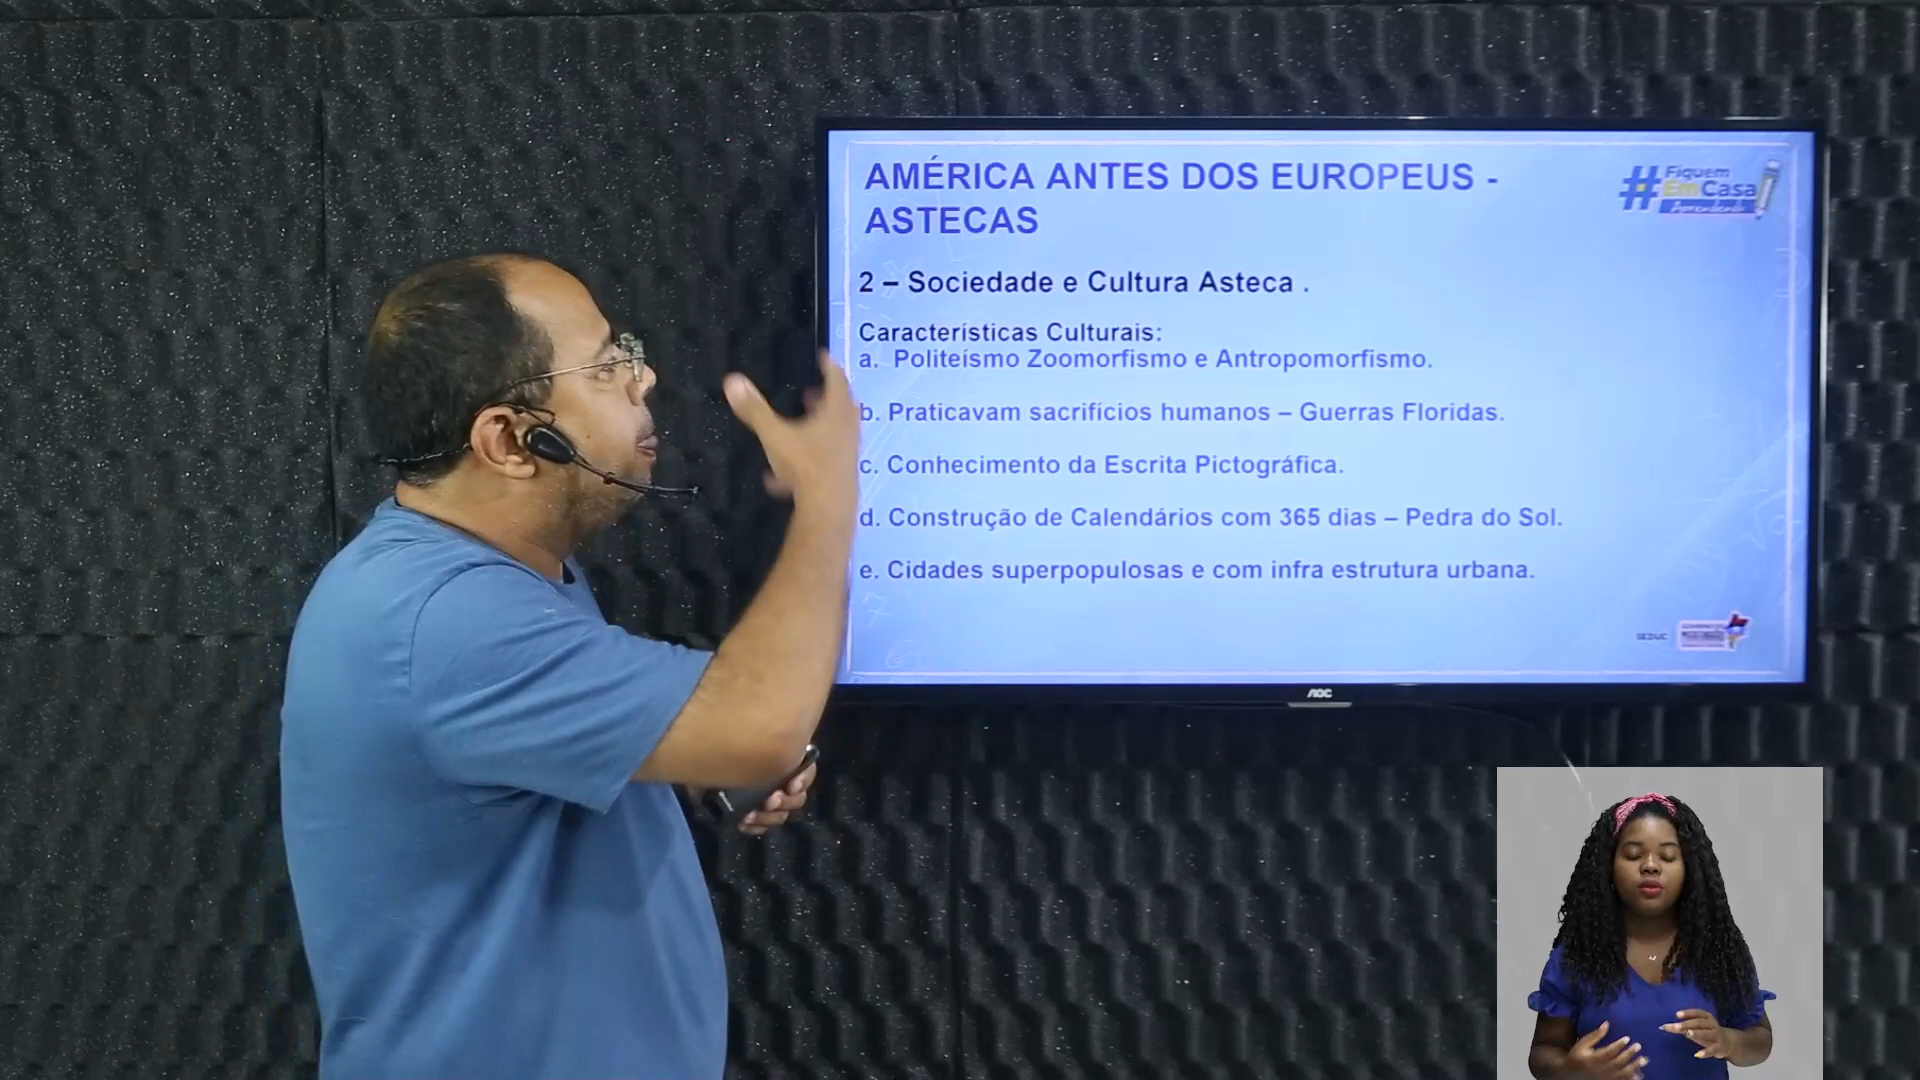 AMÉRICA ANTES DOS EUROPEUS -
ASTECAS
#Fiquem
EmCasa
Aprendendo
2 – Sociedade e Cultura Asteca .
Características Culturais:
a. Politeísmo Zoomorfismo e Antropomorfismo.
b. Praticavam sacrifícios humanos – Guerras Floridas.
c. Conhecimento da Escrita Pictográfica.
d. Construção de Calendários com 365 dias – Pedra do Sol.
e. Cidades superpopulosas e com infra estrutura urbana.
SEDUC
AOC